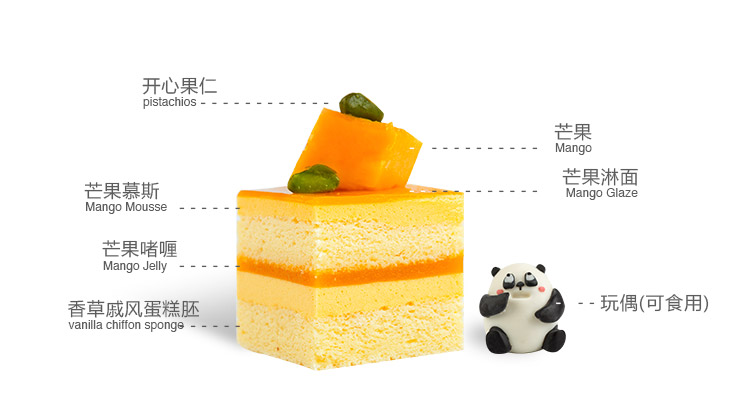 开心果仁
pistachios
芒果
Mango
芒果淋面
Mango Glaze
芒果慕斯
Mango Mousse
芒果啫喱
Mango Jelly
香草戚风蛋糕胚
vanilla chiffon sponge
玩偶(可食用)